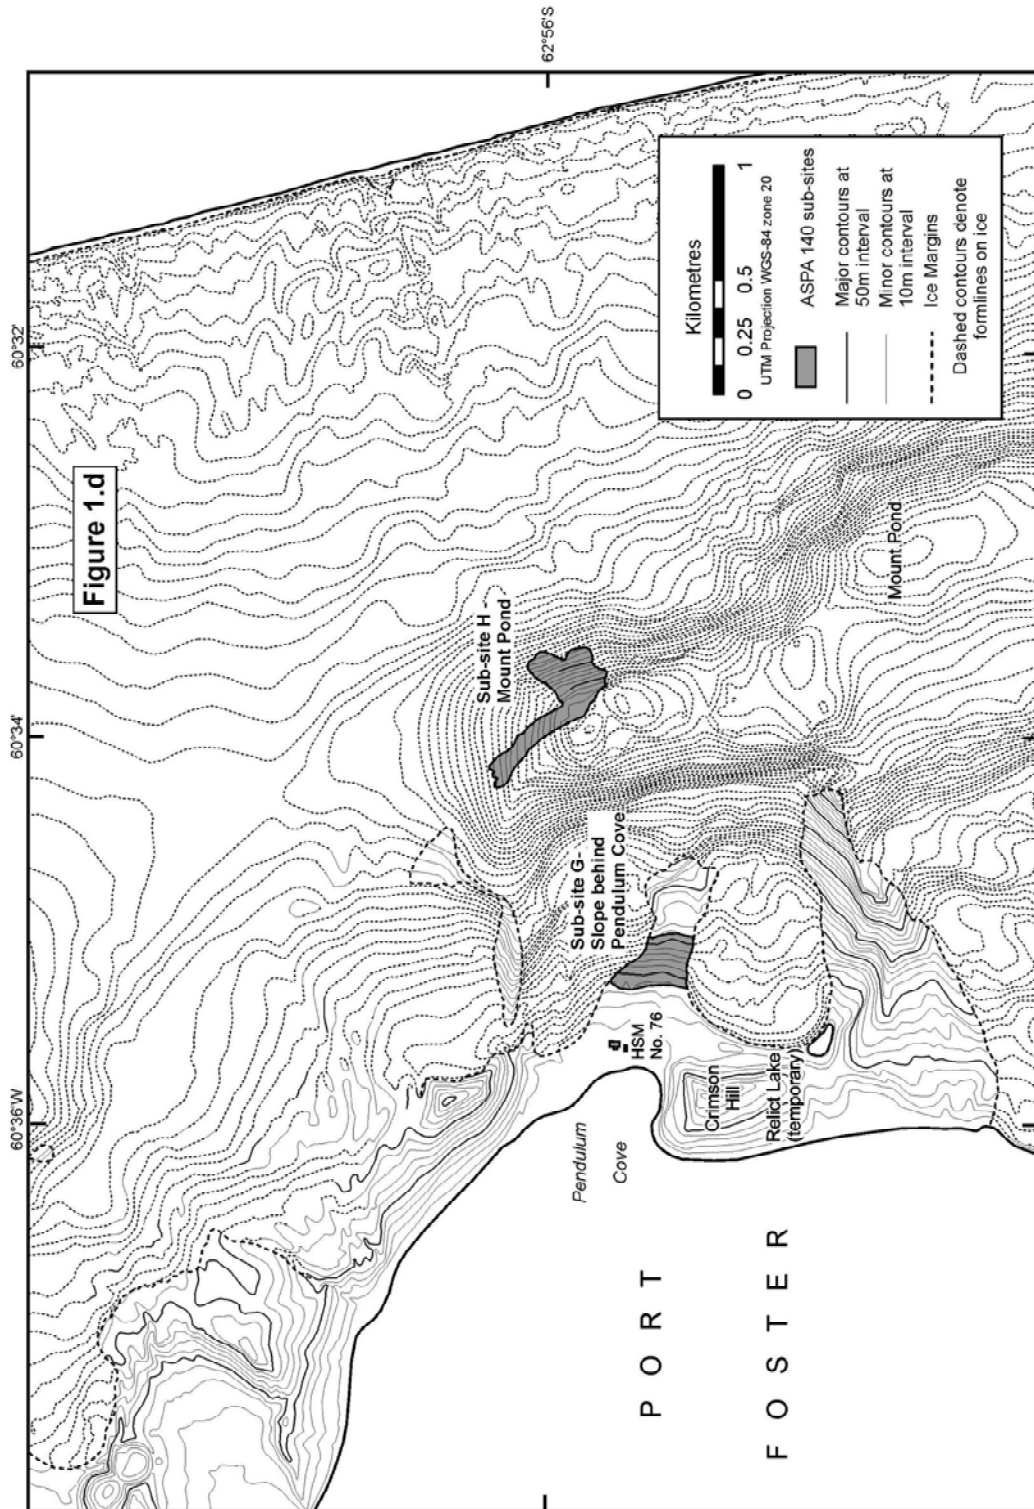 Figure 1.d
60°36'W
60°34'
60°32'
62°56'S
Sub-site H -
Mount Pond
Sub-site G-
Slope behind
Pendulum Cove
HSM
No. 76
Pendulum
Cove
Crimson
Hill
Relict Lake
(temporary)
Mount Pond
PORT
FOSTER
Kilometres
0 0.25 0.5 1
UTM Projection WGS-84 zone 20
ASPA 140 sub-sites
Major contours at
50m interval
Minor contours at
10m interval
Ice Margins
Dashed contours denote
formlines on ice